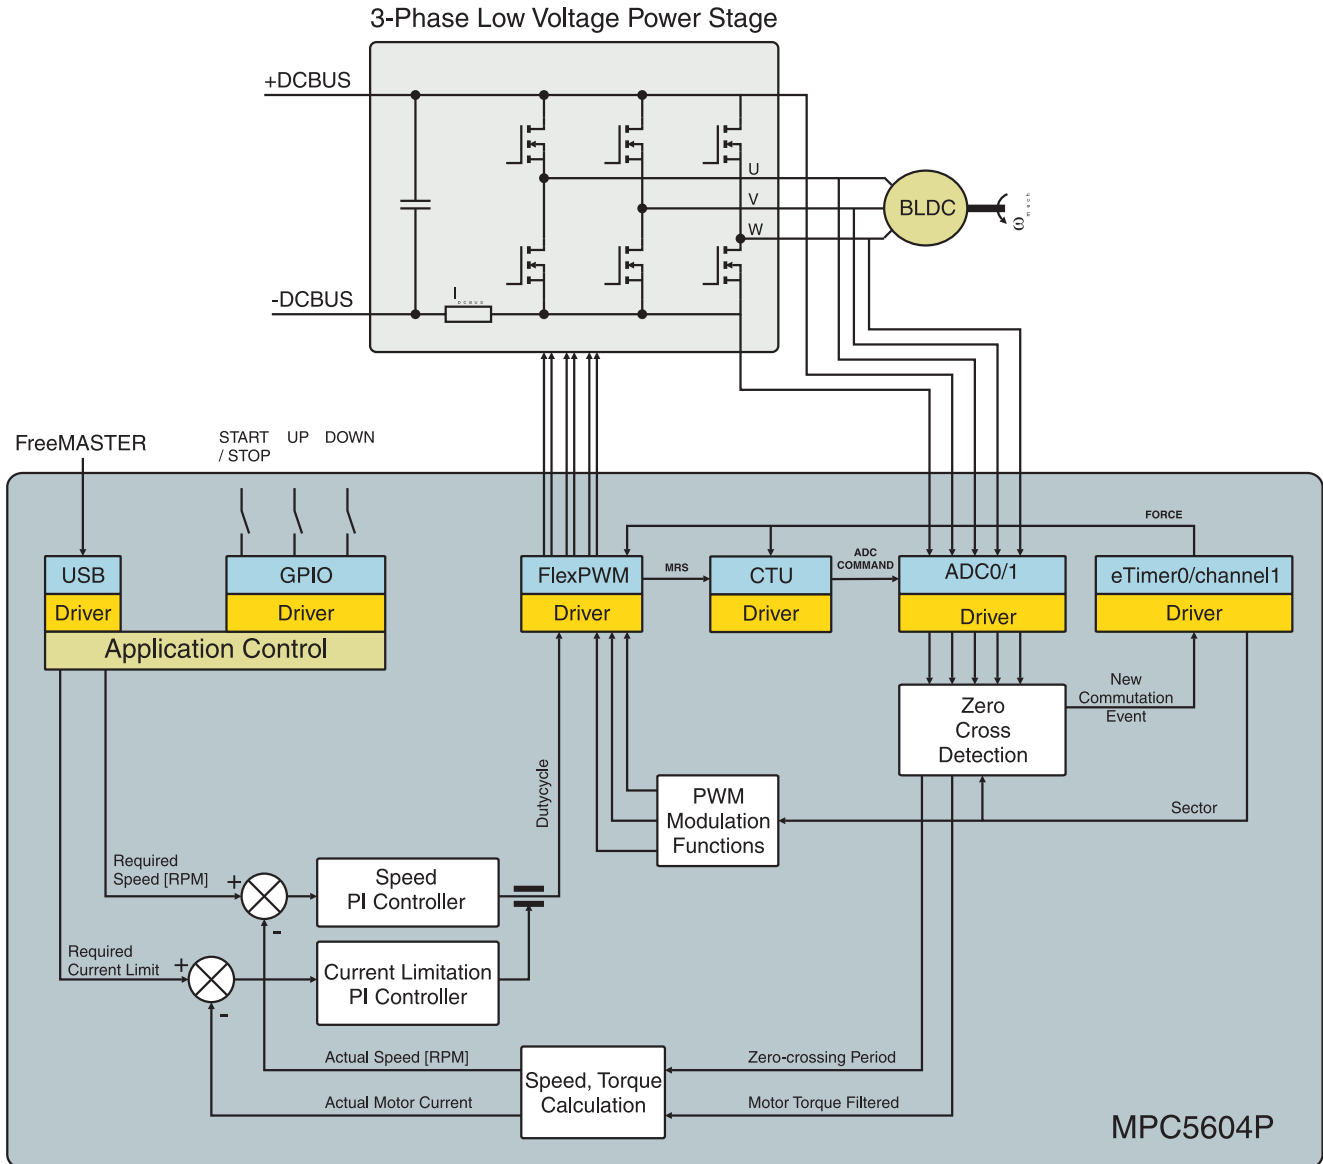 3-Phase Low Voltage Power Stage
+DCBUS
U
V
BLDC
ω mech
W
I DCBUS
-DCBUS
FreeMASTER
START
/ STOP
UP
DOWN
FORCE
USB
Driver
GPIO
Driver
Application Control
FlexPWM
Driver
MRS
CTU
Driver
ADC
COMMAND
ADC0/1
Driver
eTimer0/channel1
Driver
New
Commutation
Event
Zero
Cross
Detection
Dutycycle
PWM
Modulation
Functions
Sector
Required
Speed [RPM]
+
-
Speed
PI Controller
Required
Current Limit
+
-
Current Limitation
PI Controller
Actual Speed [RPM]
Actual Motor Current
Speed, Torque
Calculation
Zero-crossing Period
Motor Torque Filtered
MPC5604P